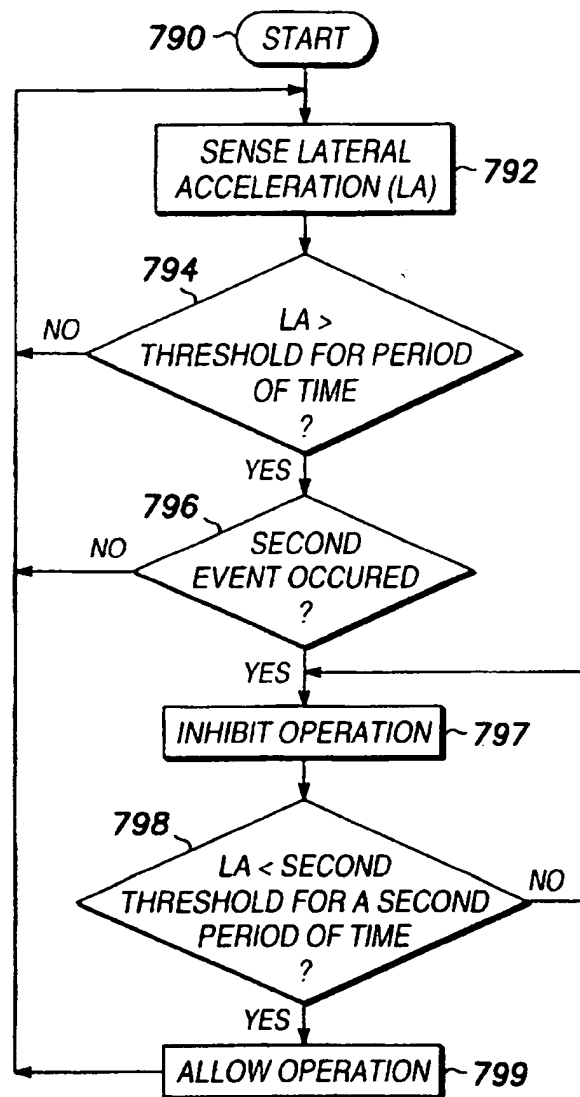 790
START
SENSE LATERAL
ACCELERATION (LA)
792
794
LA >
THRESHOLD FOR PERIOD
OF TIME
?
NO
YES
796
SECOND
EVENT OCCURED
?
NO
YES
INHIBIT OPERATION
797
798
LA < SECOND
THRESHOLD FOR A SECOND
PERIOD OF TIME
?
NO
YES
ALLOW OPERATION
799